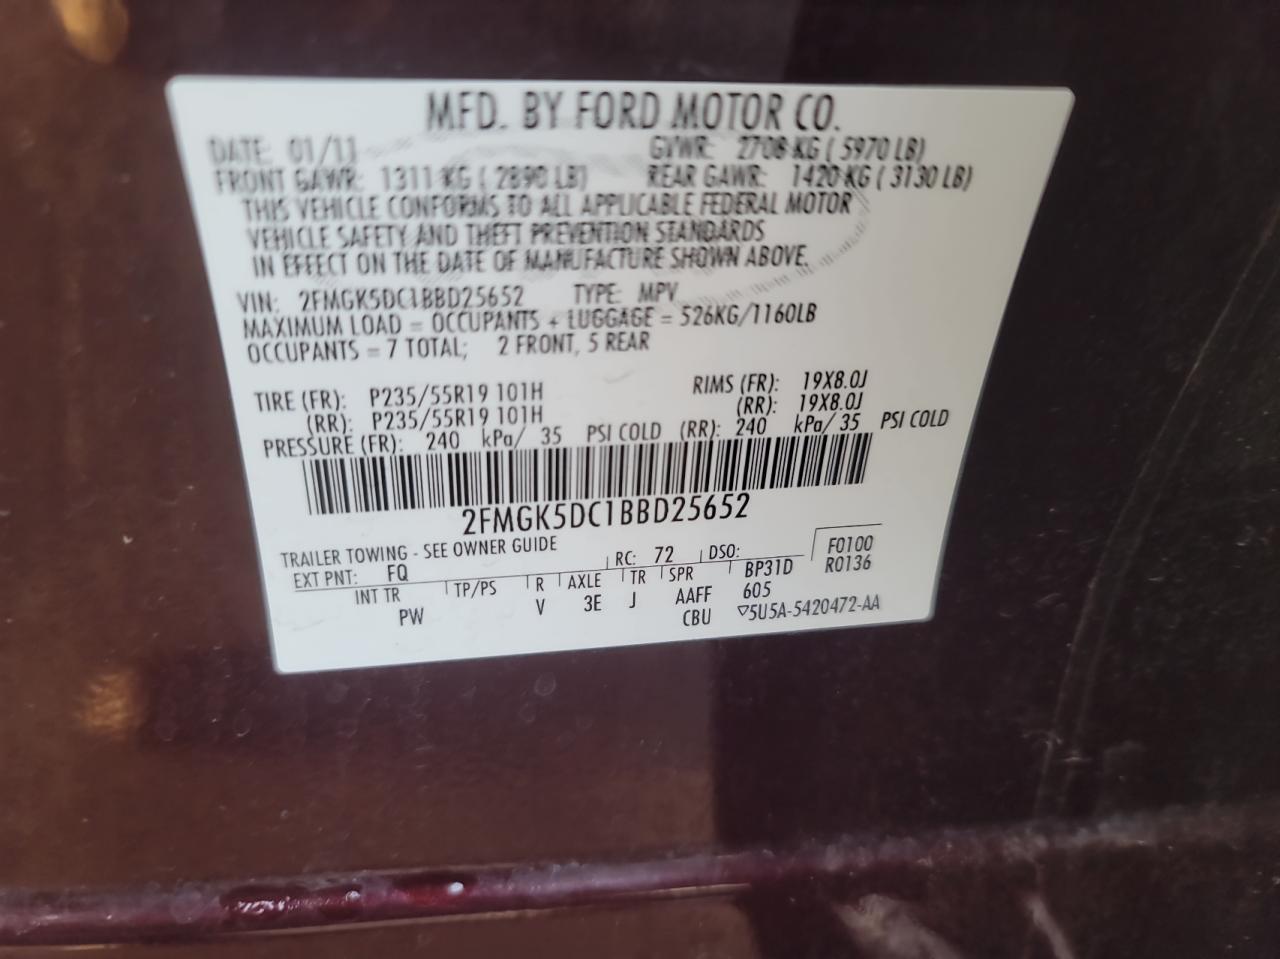 MFD. BY FORD MOTOR CO.
DATE: 01/11 GVWR: 2708 KG ( 5970 LB)
FRONT GAWR: 1311 KG ( 2890 LB) REAR GAWR: 1420 KG ( 3130 LB)
THIS VEHICLE CONFORMS TO ALL APPLICABLE FEDERAL MOTOR
VEHICLE SAFETY AND THEFT PREVENTION STANDARDS
IN EFFECT ON THE DATE OF MANUFACTURE SHOWN ABOVE.
VIN: 2FMGK5DC1BBD25652 TYPE: MPV
MAXIMUM LOAD = OCCUPANTS + LUGGAGE = 526KG/1160LB
OCCUPANTS = 7 TOTAL; 2 FRONT, 5 REAR
TIRE (FR): P235/55R19 101H RIMS (FR): 19X8.0J
(RR): P235/55R19 101H (RR): 19X8.0J
PRESSURE (FR): 240 kPa/ 35 PSI COLD (RR): 240 kPa/ 35 PSI COLD
2FMGK5DC1BBD25652
TRAILER TOWING - SEE OWNER GUIDE
EXT PNT: FQ RC: 72 DSO: F0100
INT TR TP/PS R AXLE TR SPR BP31D R0136
PW V 3E J AAFF 605
CBU ▽5U5A-5420472-AA